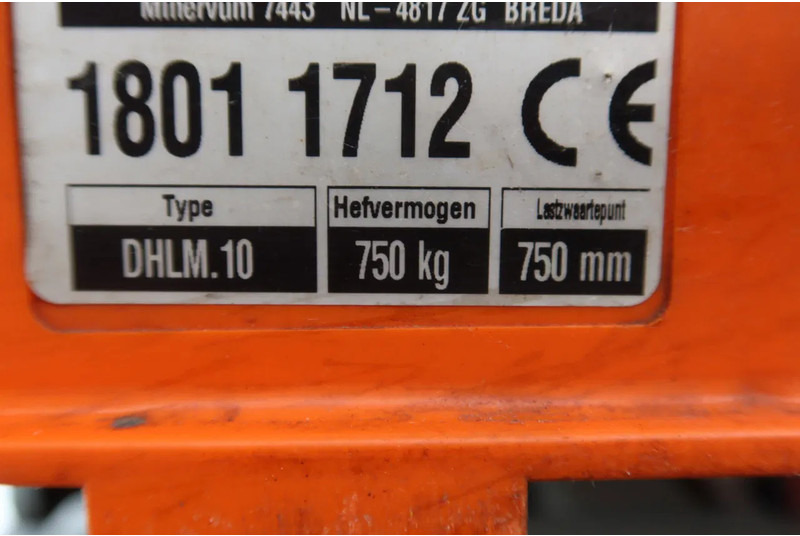 Minervum 7443 NL-4817 ZG BREDA
1801 1712 CE
Type Hefvermogen Lastzwaartepunt
DHLM.10 750 kg 750 mm